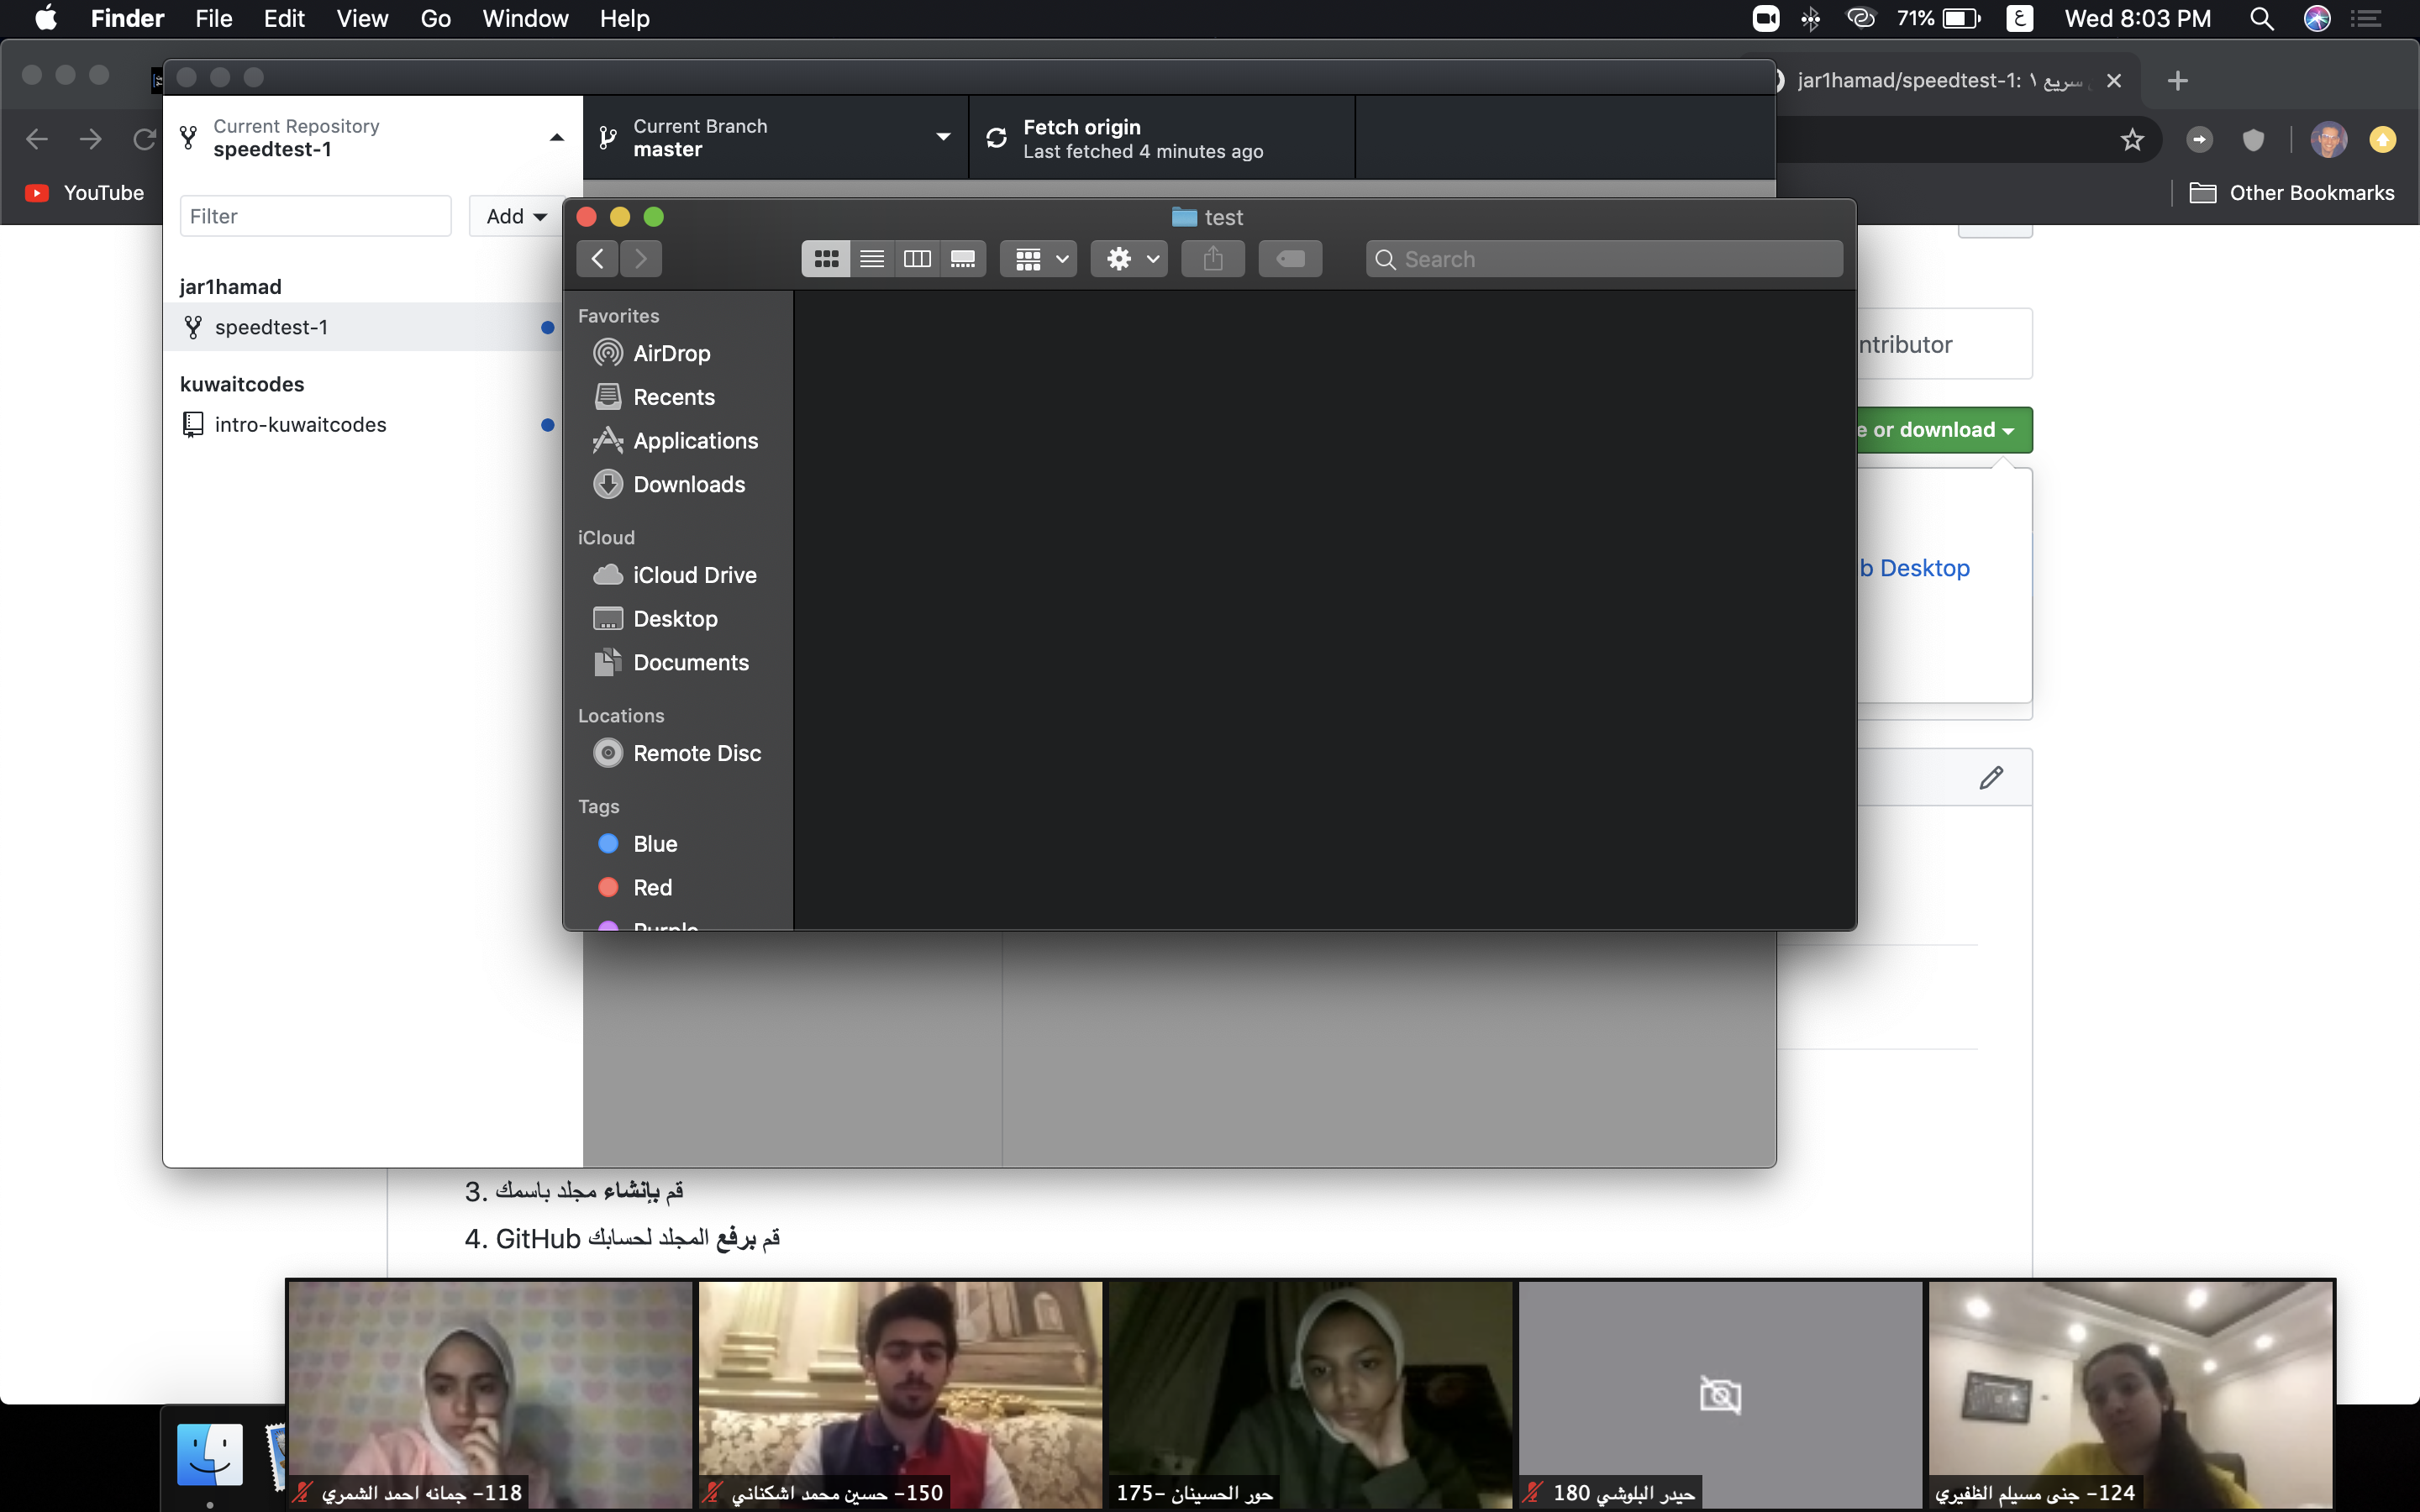 Finder File Edit View Go Window Help
71% ع Wed 8:03 PM
jar1hamad/speedtest-1: ١ سريع
YouTube
Other Bookmarks
Current Repository
speedtest-1
Current Branch
master
Fetch origin
Last fetched 4 minutes ago
Filter
Add
jar1hamad
speedtest-1
kuwaitcodes
intro-kuwaitcodes
test
Search
Favorites
AirDrop
Recents
Applications
Downloads
iCloud
iCloud Drive
Desktop
Documents
Locations
Remote Disc
Tags
Blue
Red
Purple
ntributor
e or download
b Desktop
3. قم بإنشاء مجلد باسمك
4. قم برفع المجلد لحسابك GitHub
118- جمانه احمد الشمري
150- حسين محمد اشكناني
حور الحسينان -175
حيدر البلوشي 180
124- جنى مسيلم الظفيري